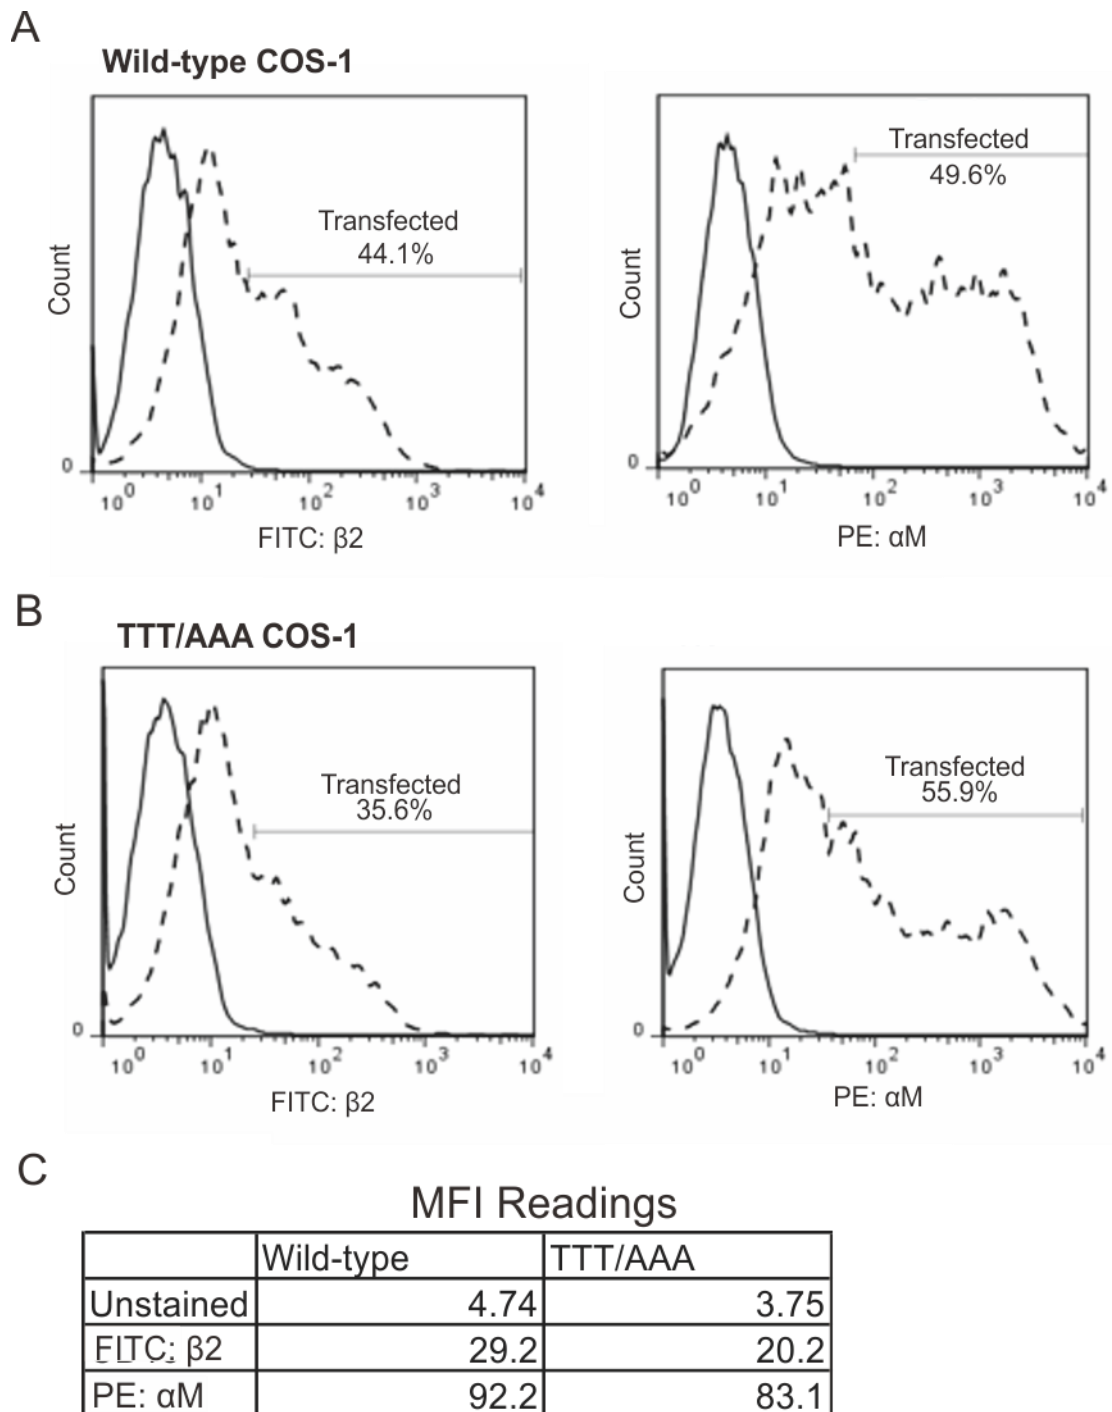 A
Wild-type COS-1
Transfected
44.1%
Count
0
10^0 10^1 10^2 10^3 10^4
FITC: β2
Transfected
49.6%
Count
0
10^0 10^1 10^2 10^3 10^4
PE: αM
B
TTT/AAA COS-1
Transfected
35.6%
Count
0
10^0 10^1 10^2 10^3 10^4
FITC: β2
Transfected
55.9%
Count
0
10^0 10^1 10^2 10^3 10^4
PE: αM
C
MFI Readings
Wild-type TTT/AAA
Unstained 4.74 3.75
FITC: β2 29.2 20.2
PE: αM 92.2 83.1